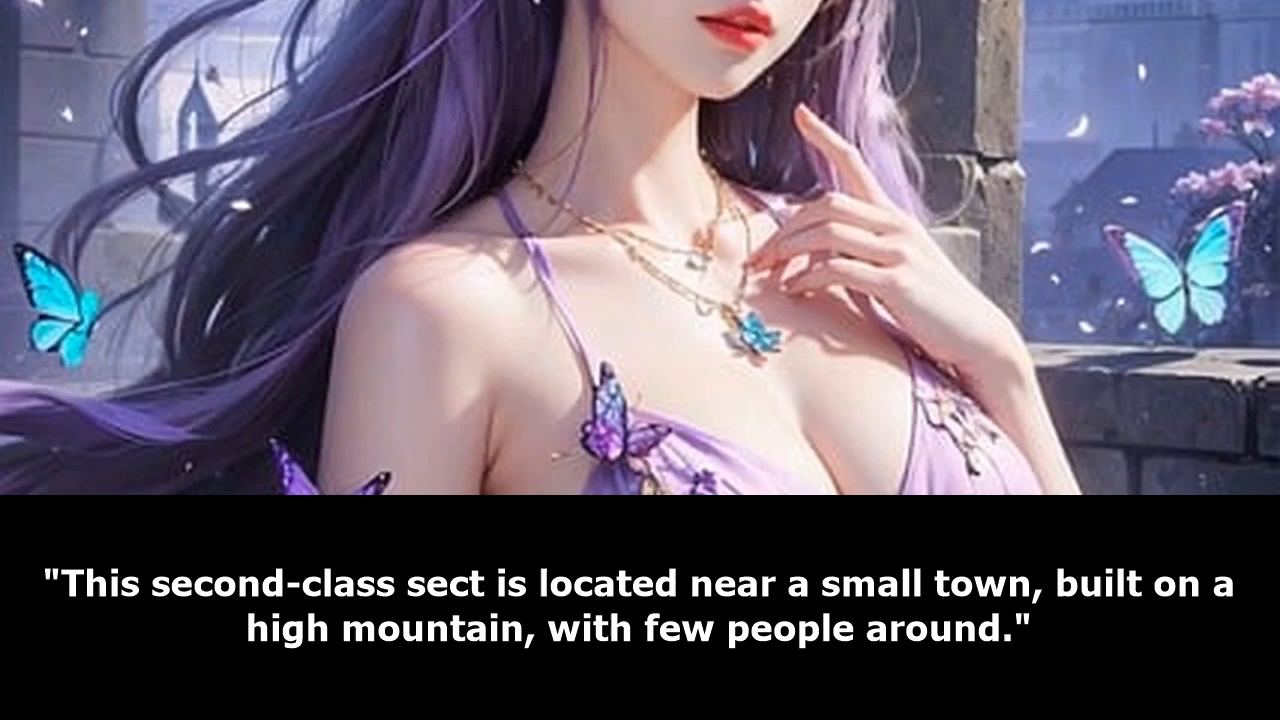 "This second-class sect is located near a small town, built on a
high mountain, with few people around."